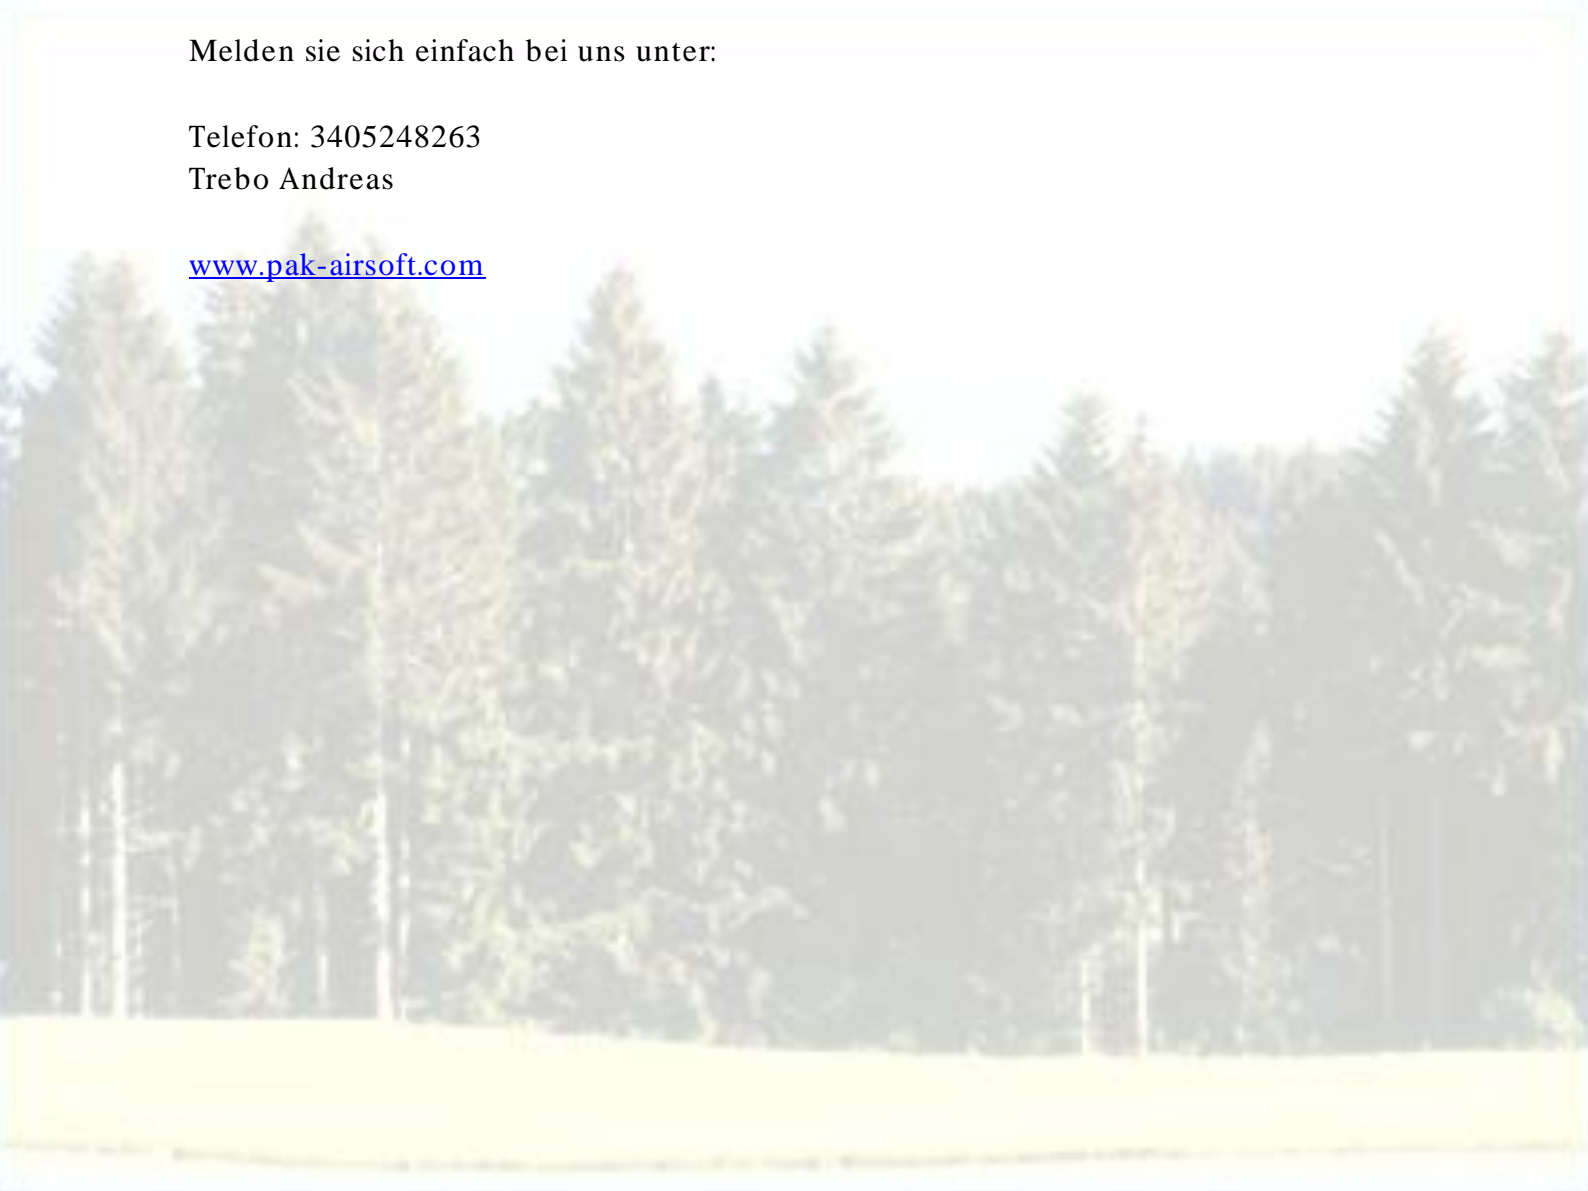 Melden sie sich einfach bei uns unter:
Telefon: 3405248263
Trebo Andreas
www.pak-airsoft.com